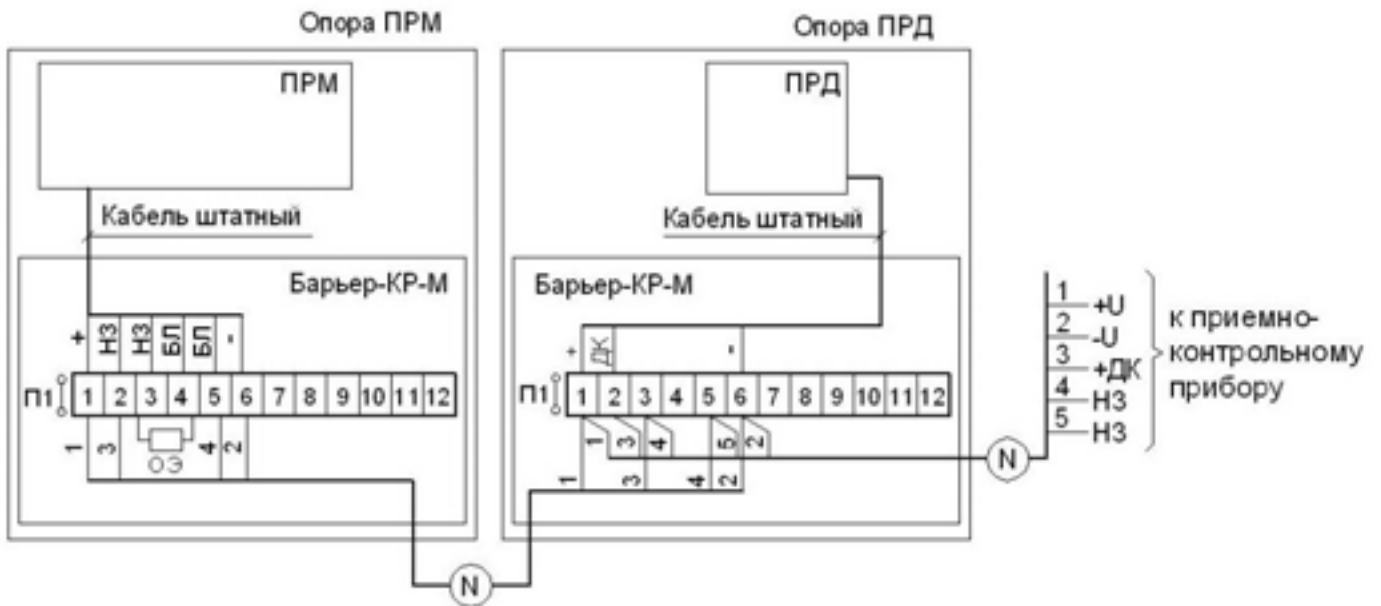 Опора ПРМ
Опора ПРД
ПРМ
ПРД
Кабель штатный
Кабель штатный
Барьер-КР-М
Барьер-КР-М
+ НЗ НЗ БЛ БЛ -
+ ДК -
П1 1 2 3 4 5 6 7 8 9 10 11 12
П1 1 2 3 4 5 6 7 8 9 10 11 12
1 3 ОЭ 4 2
1 3 4 5 2
1 3 4 2
N
N
1 +U
2 -U
3 +ДК
4 НЗ
5 НЗ
к приемно-
контрольному
прибору